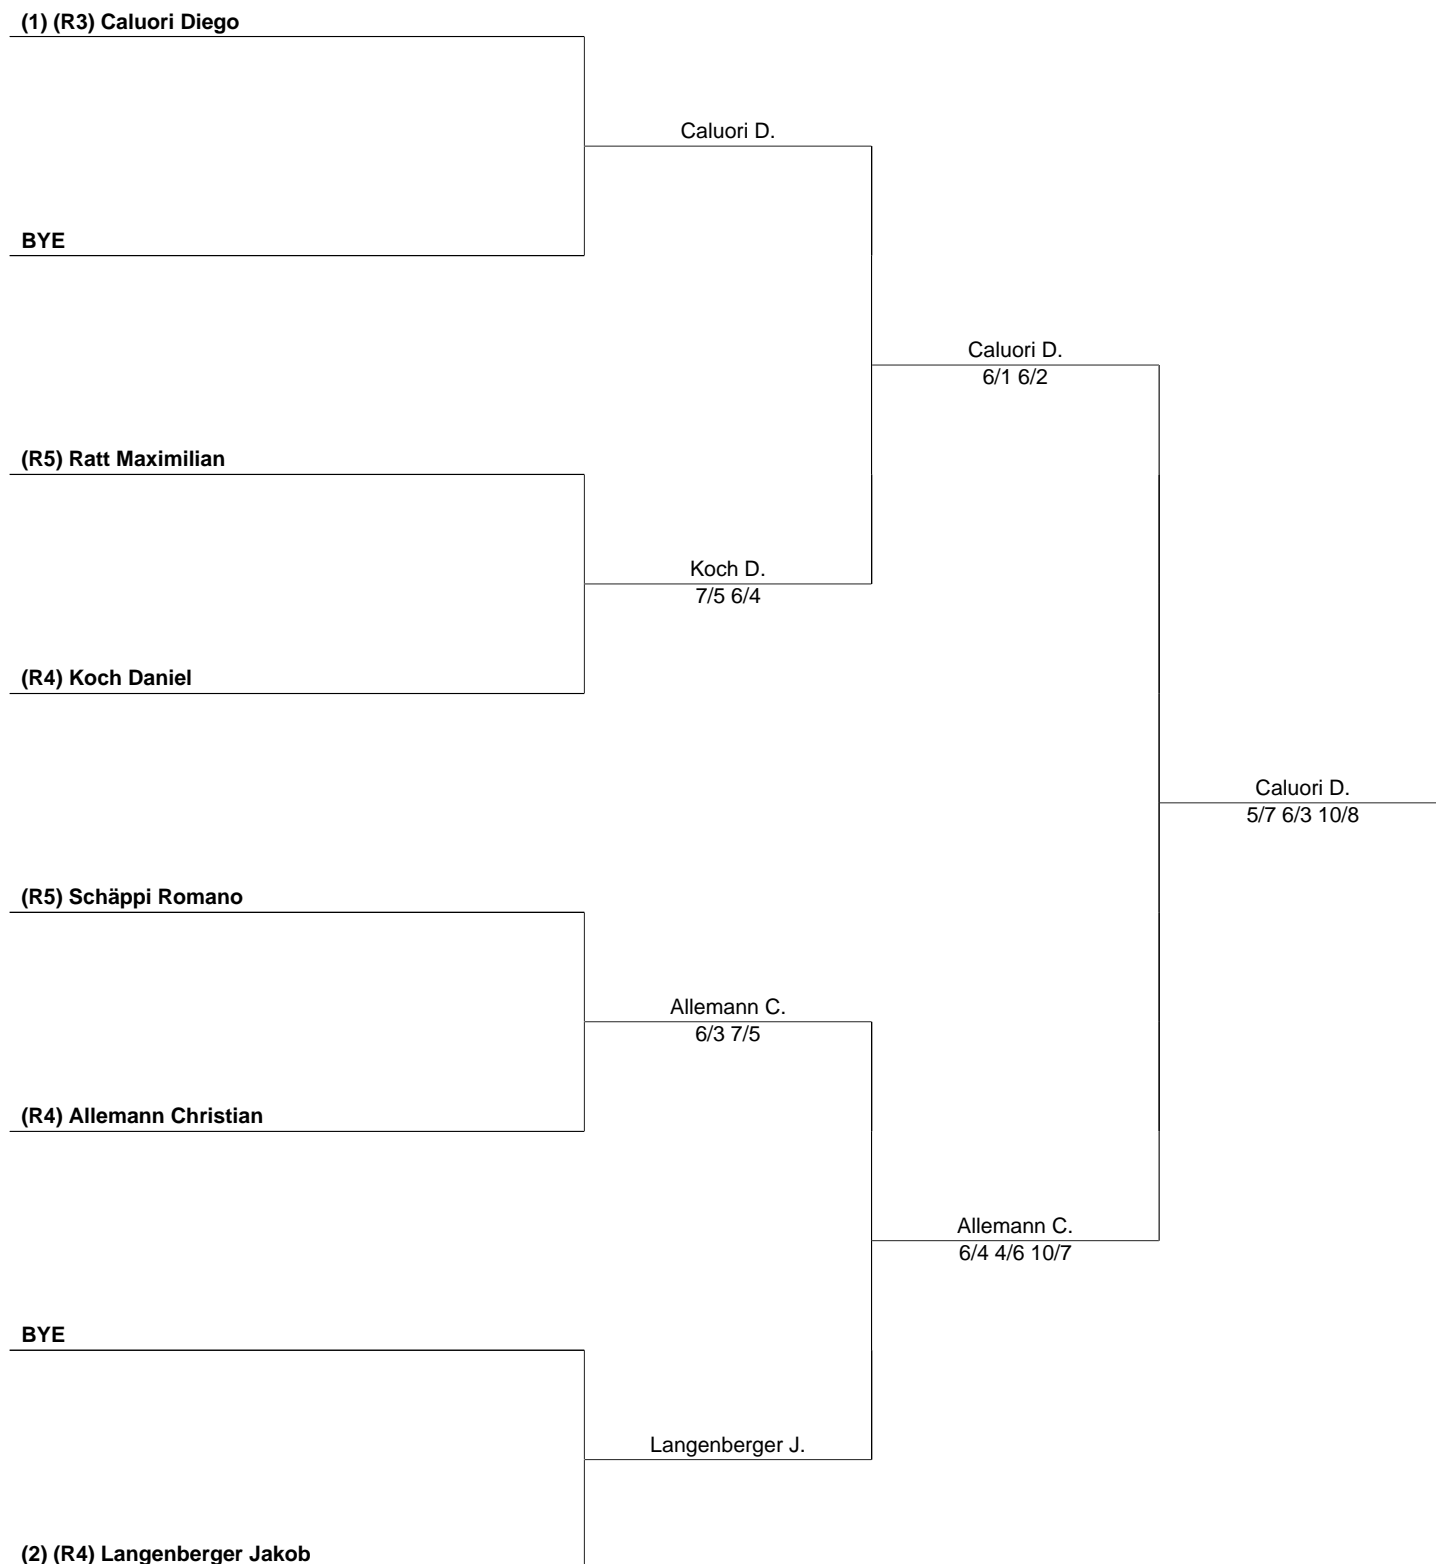 (1) (R3) Caluori Diego
Caluori D.
BYE
Caluori D.
6/1 6/2
(R5) Ratt Maximilian
Koch D.
7/5 6/4
(R4) Koch Daniel
Caluori D.
5/7 6/3 10/8
(R5) Schäppi Romano
Allemann C.
6/3 7/5
(R4) Allemann Christian
Allemann C.
6/4 4/6 10/7
BYE
Langenberger J.
(2) (R4) Langenberger Jakob